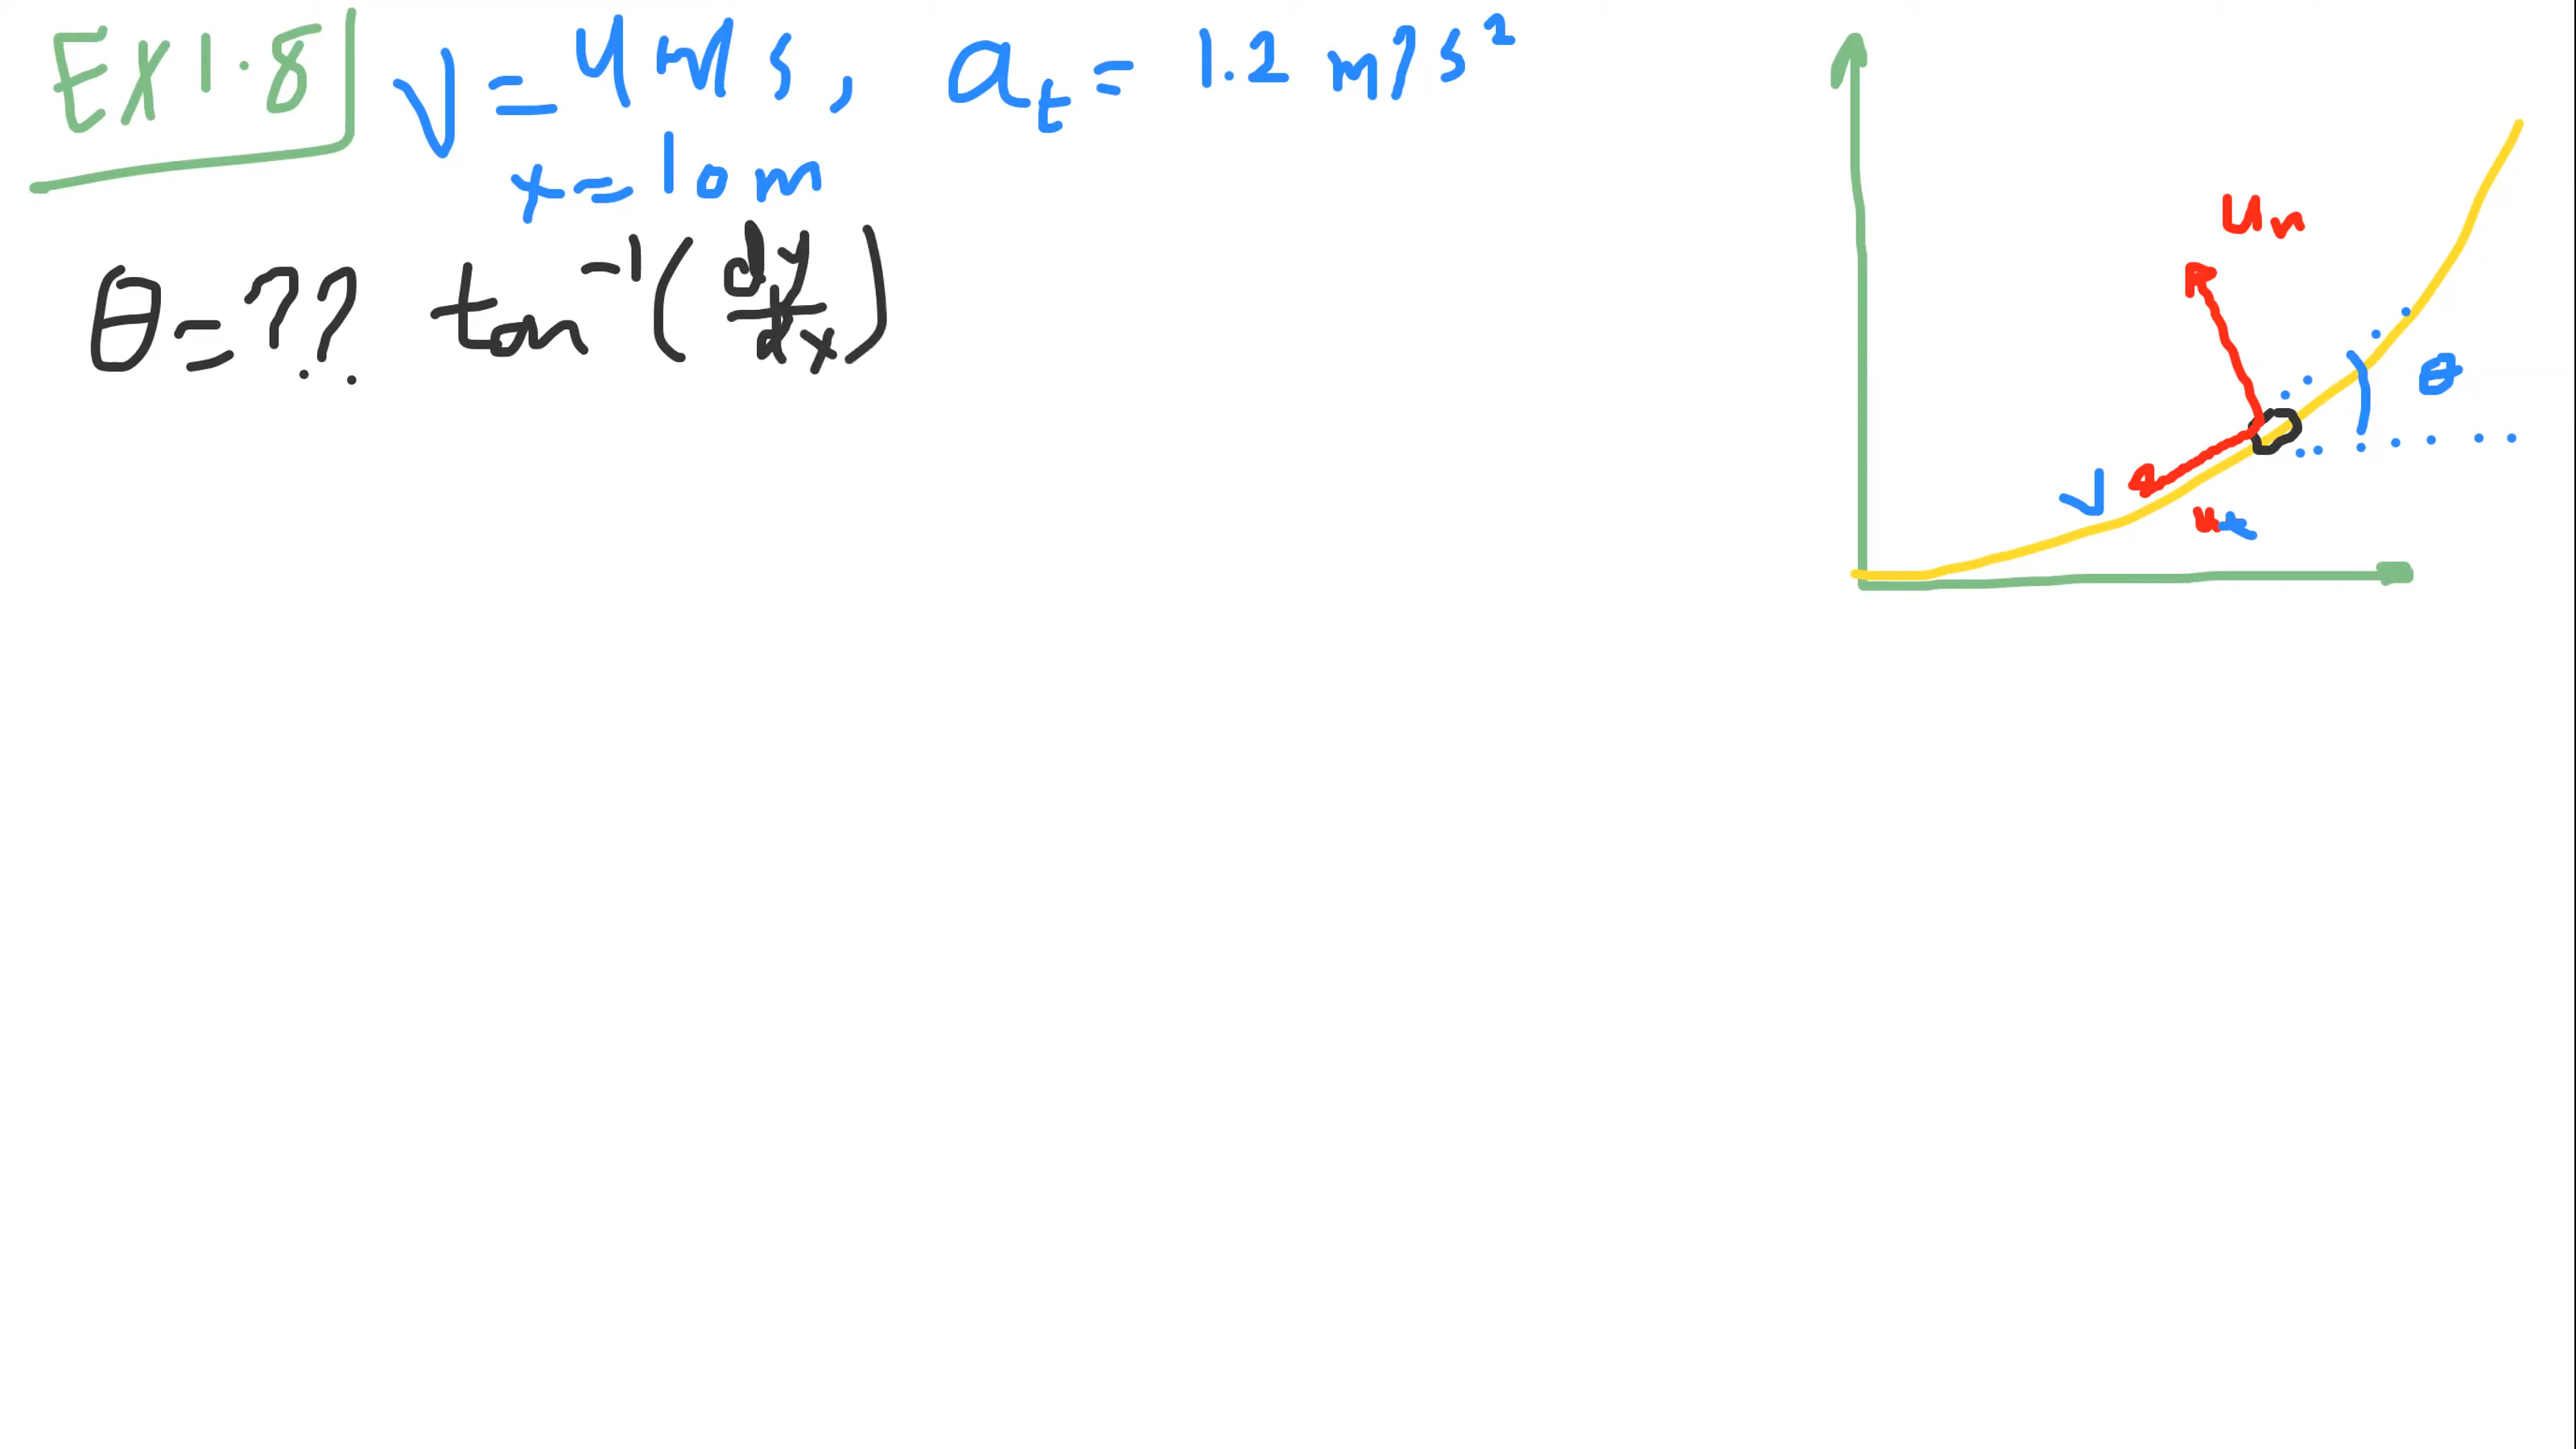 Ex 1.8
v = 4 m/s, a_t = 1.2 m/s²
x = 10 m
θ = ?? tan⁻¹(dy/dx)
u_n
θ
v
u_t